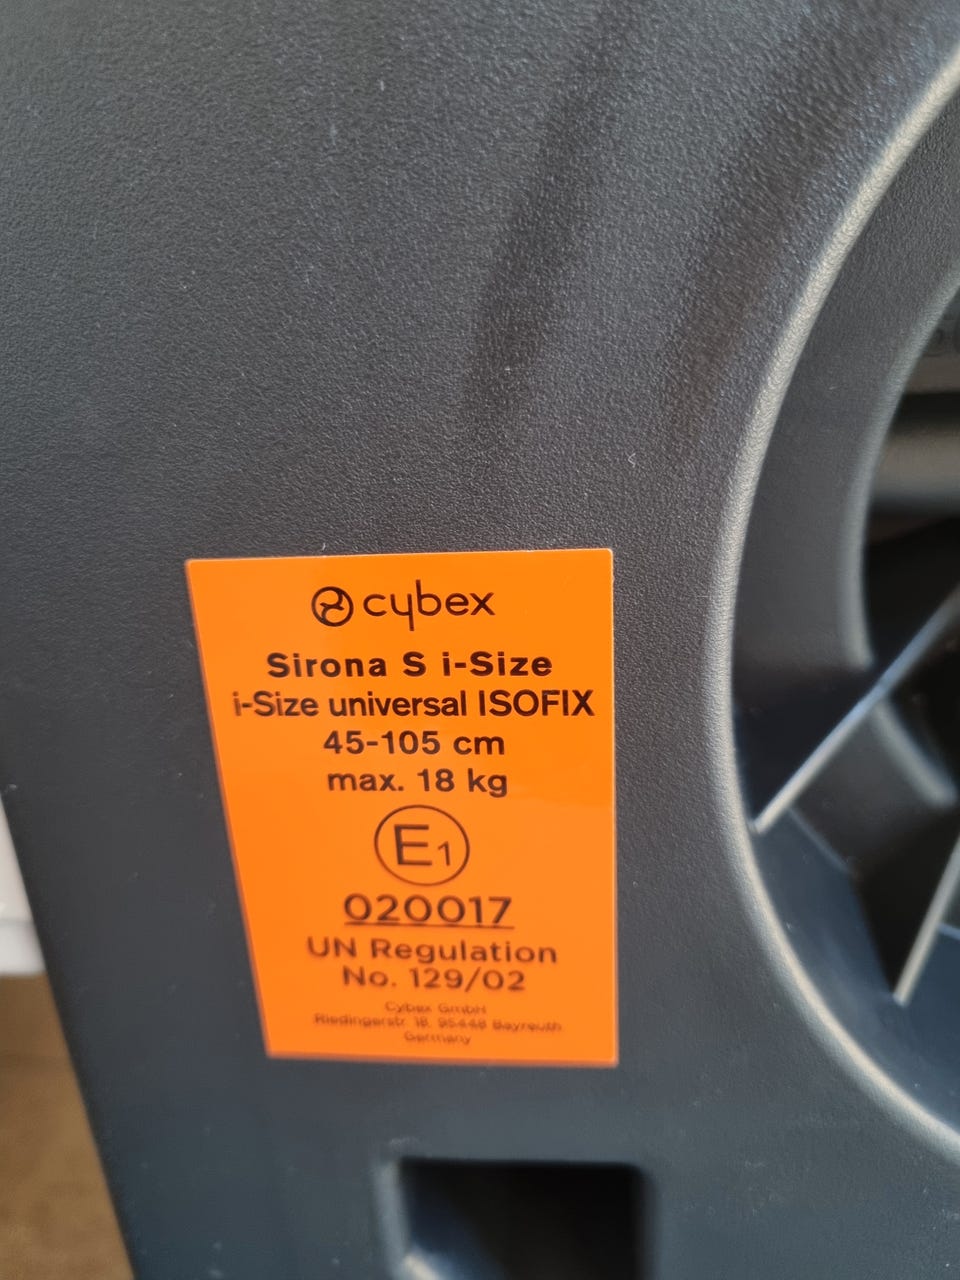 cybex
Sirona S i-Size
i-Size universal ISOFIX
45-105 cm
max. 18 kg
E1
020017
UN Regulation
No. 129/02
Cybex GmbH
Riedingerstr. 18, 95448 Bayreuth
Germany